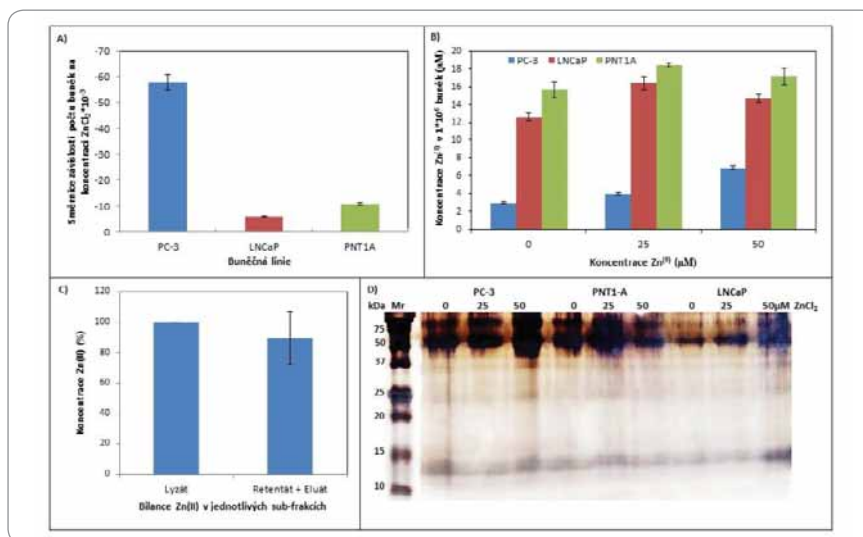 A)
Směrnice závislosti počtu buněk na
koncentraci ZnCl2 *10-3
-70
-60
-50
-40
-30
-20
-10
0
PC-3 LNCaP PNT1A
Buněčná linie
B)
Koncentrace Zn(II) v 1*106 buněk (µM)
20
18
16
14
12
10
8
6
4
2
0
PC-3 LNCaP PNT1A
0 25 50
Koncentrace Zn(II) (µM)
C)
Koncentrace Zn(II) (%)
120
100
80
60
40
20
0
Lyzát Retentát + Eluát
Bilance Zn(II) v jednotlivých sub-frakcích
D)
PC-3 PNT1-A LNCaP
kDa Mr 0 25 50 0 25 50 0 25 50µM ZnCl2
75
50
37
25
20
15
10